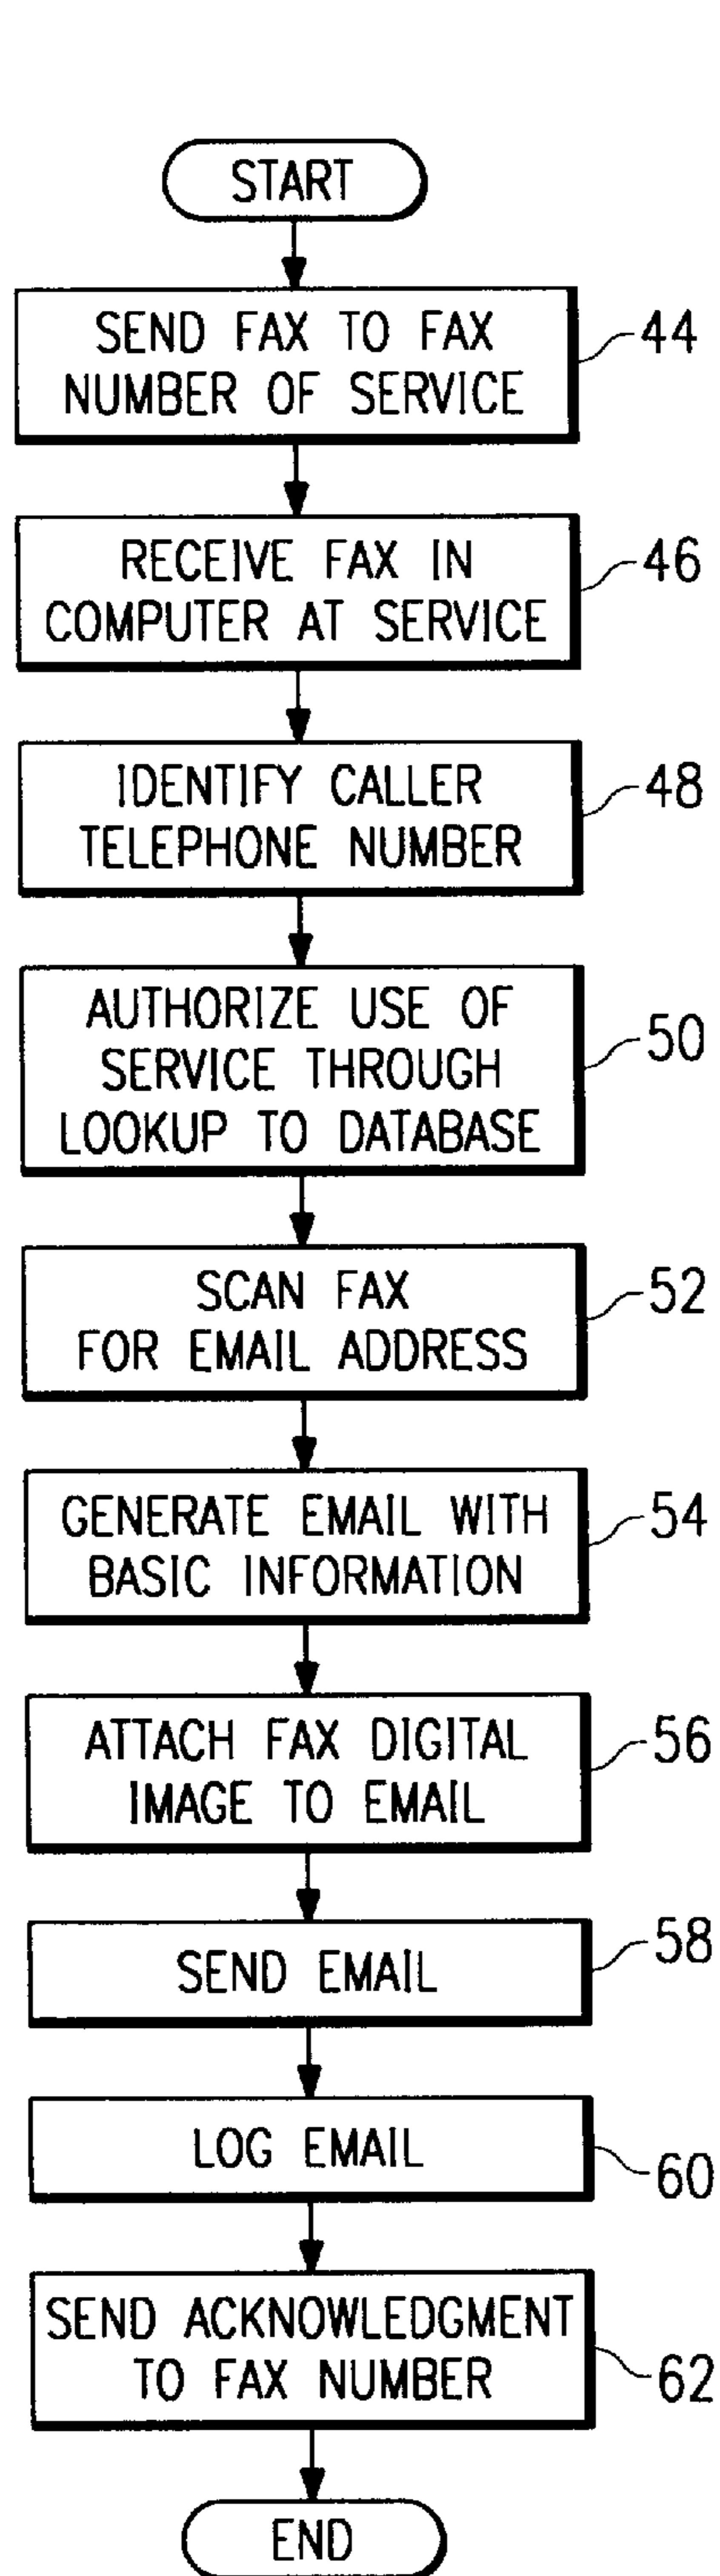 START
SEND FAX TO FAX
NUMBER OF SERVICE
44
RECEIVE FAX IN
COMPUTER AT SERVICE
46
IDENTIFY CALLER
TELEPHONE NUMBER
48
AUTHORIZE USE OF
SERVICE THROUGH
LOOKUP TO DATABASE
50
SCAN FAX
FOR EMAIL ADDRESS
52
GENERATE EMAIL WITH
BASIC INFORMATION
54
ATTACH FAX DIGITAL
IMAGE TO EMAIL
56
SEND EMAIL
58
LOG EMAIL
60
SEND ACKNOWLEDGMENT
TO FAX NUMBER
62
END